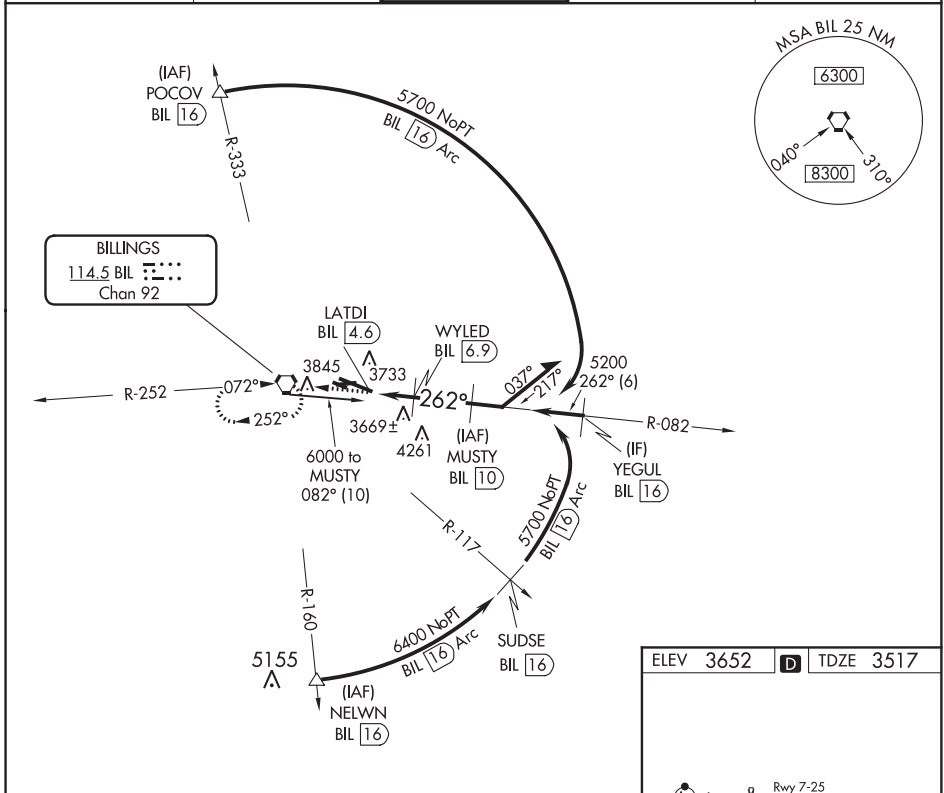 MSA BIL 25 NM
6300
040°
310°
8300
(IAF)
POCOV
BIL 16
5700 NoPT
BIL 16 Arc
R-333
BILLINGS
114.5 BIL
Chan 92
LATDI
BIL 4.6
WYLED
BIL 6.9
3845
3733
037°
217°
5200
262° (6)
R-252
072°
262°
R-082
252°
3669±
4261
(IAF)
MUSTY
BIL 10
(IF)
YEGUL
BIL 16
6000 to
MUSTY
082° (10)
5700 NoPT
BIL 16 Arc
R-117
R-160
6400 NoPT
BIL 16 Arc
SUDSE
BIL 16
5155
(IAF)
NELWN
BIL 16
ELEV 3652 D TDZE 3517
Rwy 7-25